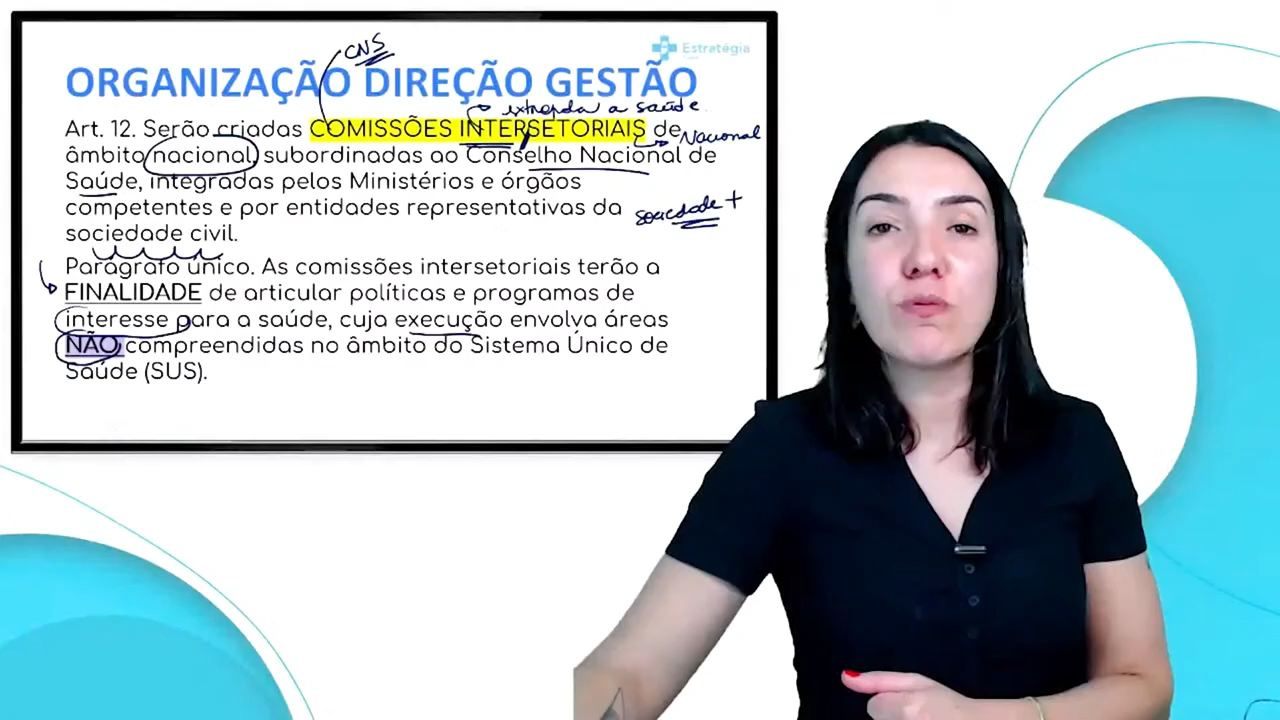 CNS
Estratégia
ORGANIZAÇÃO DIREÇÃO GESTÃO
extrapola a saúde.
Art. 12. Serão criadas COMISSÕES INTERSETORIAIS de
Nacional
âmbito nacional, subordinadas ao Conselho Nacional de
Saúde, integradas pelos Ministérios e órgãos
competentes e por entidades representativas da
sociedade +
sociedade civil.
Parágrafo único. As comissões intersetoriais terão a
FINALIDADE de articular políticas e programas de
interesse para a saúde, cuja execução envolva áreas
NÃO compreendidas no âmbito do Sistema Único de
Saúde (SUS).